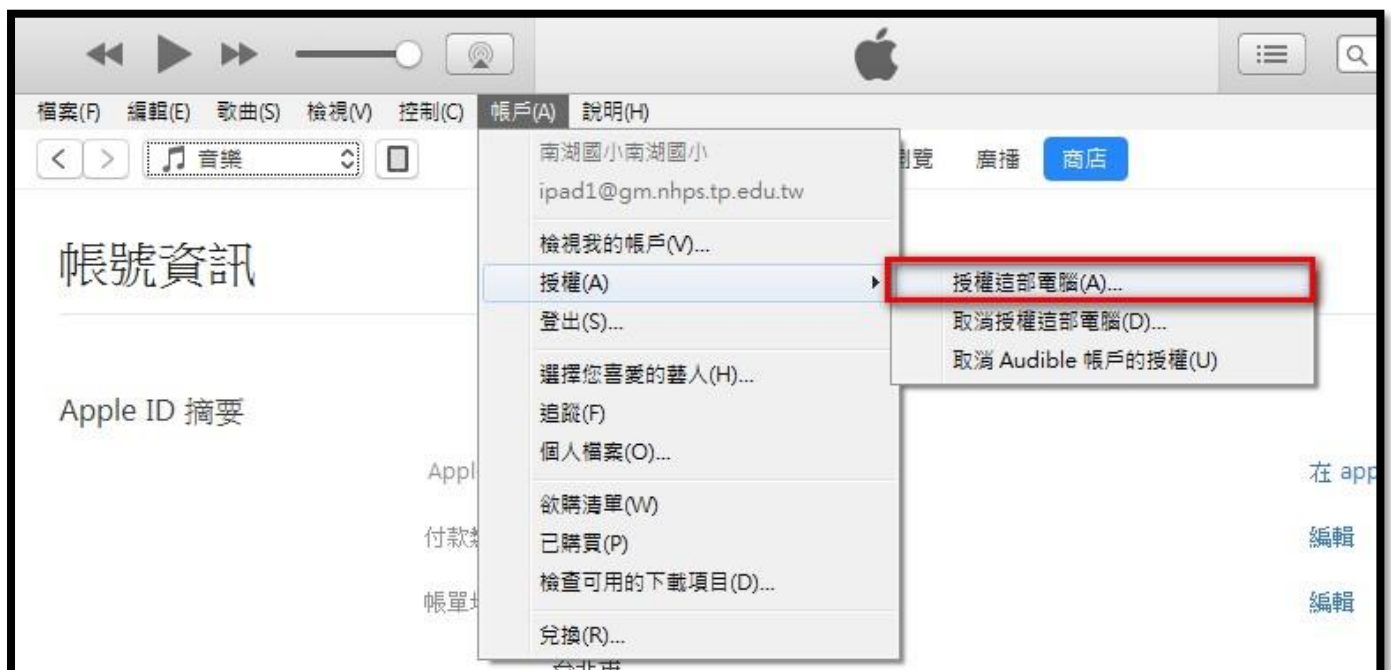 檔案(F) 編輯(E) 歌曲(S) 檢視(V) 控制(C) 帳戶(A) 說明(H)
音樂
覽 廣播 商店
南湖國小南湖國小
ipad1@gm.nhps.tp.edu.tw
檢視我的帳戶(V)...
授權(A)
登出(S)...
選擇您喜愛的藝人(H)...
追蹤(F)
個人檔案(O)...
欲購清單(W)
已購買(P)
檢查可用的下載項目(D)...
兌換(R)...
授權這部電腦(A)...
取消授權這部電腦(D)...
取消 Audible 帳戶的授權(U)
帳號資訊
Apple ID 摘要
Appl
在 app
付款
編輯
帳單
編輯